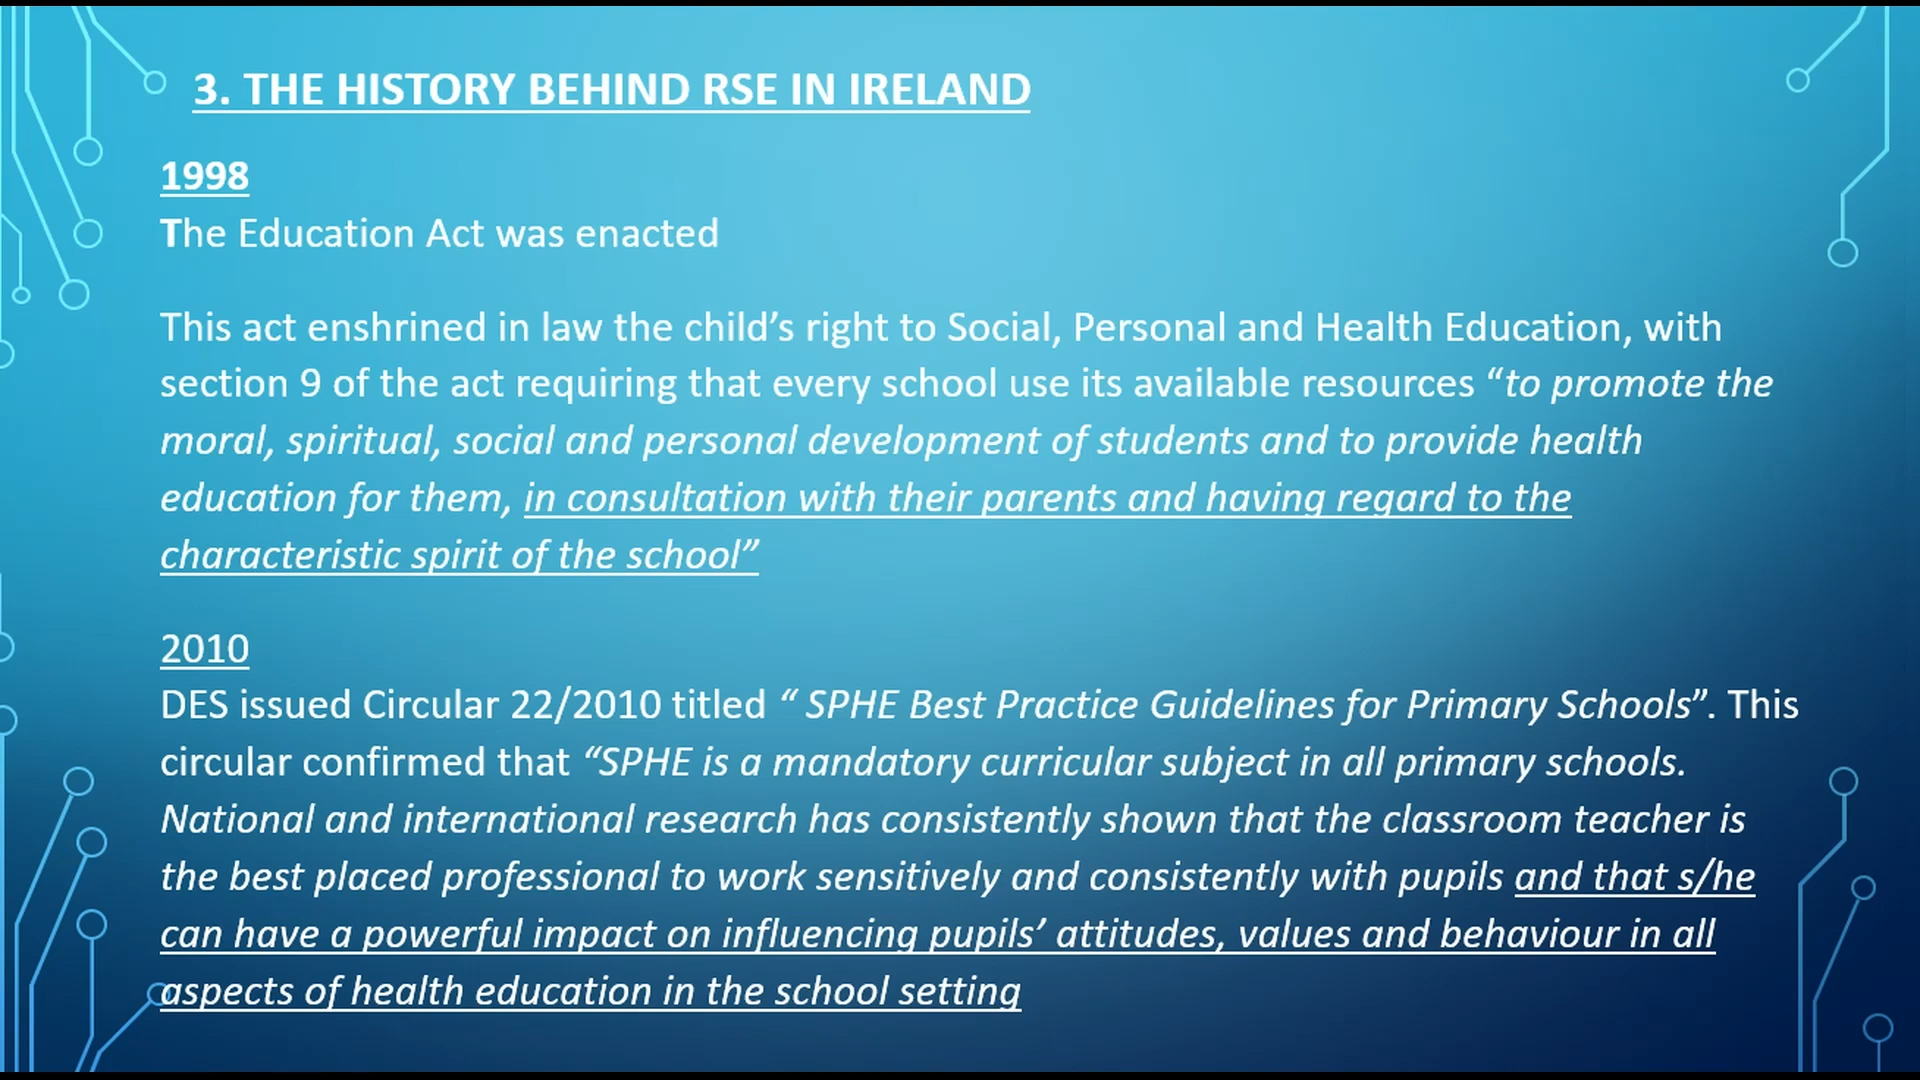 3. THE HISTORY BEHIND RSE IN IRELAND
1998
The Education Act was enacted
This act enshrined in law the child’s right to Social, Personal and Health Education, with
section 9 of the act requiring that every school use its available resources “to promote the
moral, spiritual, social and personal development of students and to provide health
education for them, in consultation with their parents and having regard to the
characteristic spirit of the school”
2010
DES issued Circular 22/2010 titled “ SPHE Best Practice Guidelines for Primary Schools”. This
circular confirmed that “SPHE is a mandatory curricular subject in all primary schools.
National and international research has consistently shown that the classroom teacher is
the best placed professional to work sensitively and consistently with pupils and that s/he
can have a powerful impact on influencing pupils’ attitudes, values and behaviour in all
aspects of health education in the school setting